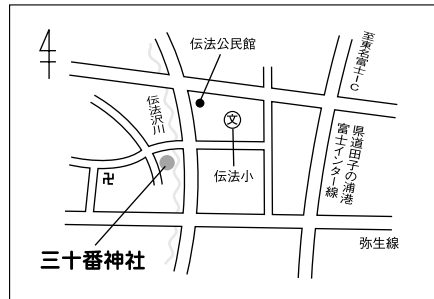 伝法公民館
至東名富士IC
伝法沢川
文
県道田子の浦港
富士インター線
伝法小
卍
弥生線
三十番神社